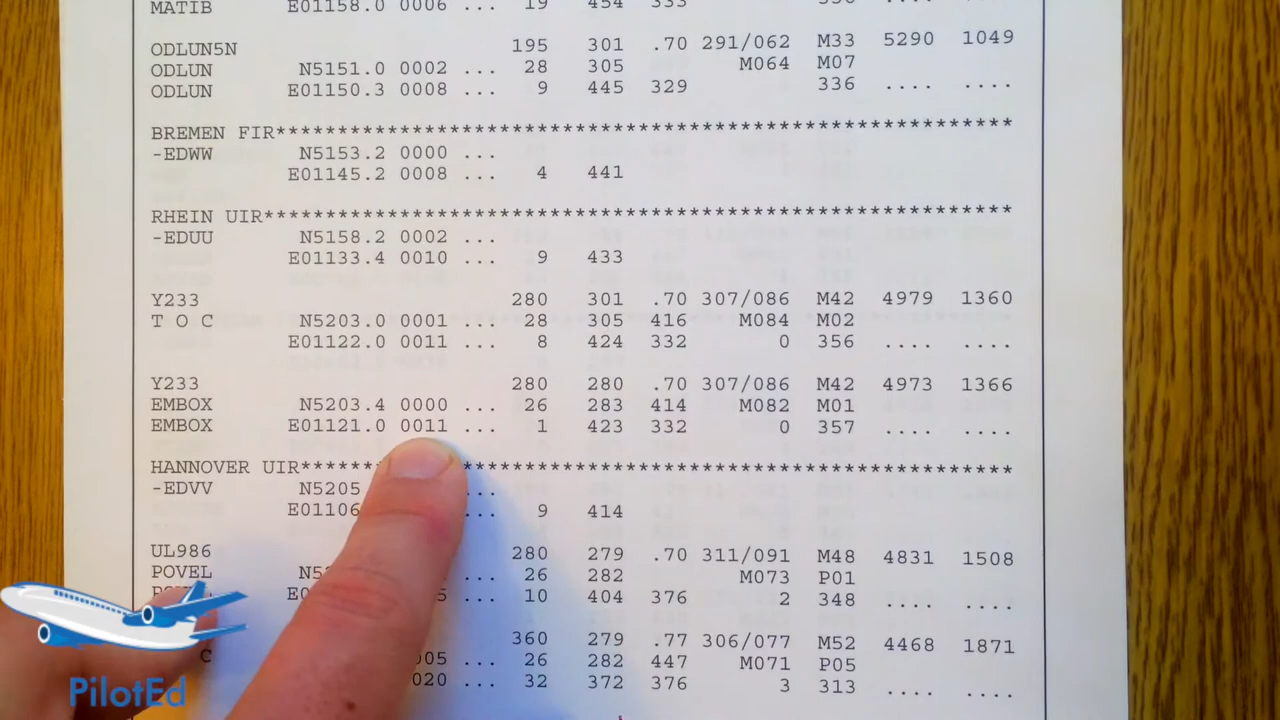 MATIB E01158.0 0006 ... 19 454 333
ODLUN5N 195 301 .70 291/062 M33 5290 1049
ODLUN N5151.0 0002 ... 28 305 M064 M07
ODLUN E01150.3 0008 ... 9 445 329 336 .... ....
BREMEN FIR***********************************************************
-EDWW N5153.2 0000 ...
E01145.2 0008 ... 4 441
RHEIN UIR************************************************************
-EDUU N5158.2 0002 ...
E01133.4 0010 ... 9 433
Y233 280 301 .70 307/086 M42 4979 1360
T O C N5203.0 0001 ... 28 305 416 M084 M02
E01122.0 0011 ... 8 424 332 0 356 .... ....
Y233 280 280 .70 307/086 M42 4973 1366
EMBOX N5203.4 0000 ... 26 283 414 M082 M01
EMBOX E01121.0 0011 ... 1 423 332 0 357 .... ....
HANNOVER UIR****** ********************************************
-EDVV N5205 ...
E01106 ... 9 414
UL986 280 279 .70 311/091 M48 4831 1508
POVEL N52 ... 26 282 M073 P01
E0 5 ... 10 404 376 2 348 .... ....
360 279 .77 306/077 M52 4468 1871
C 005 ... 26 282 447 M071 P05
020 ... 32 372 376 3 313 .... ....
PilotEd